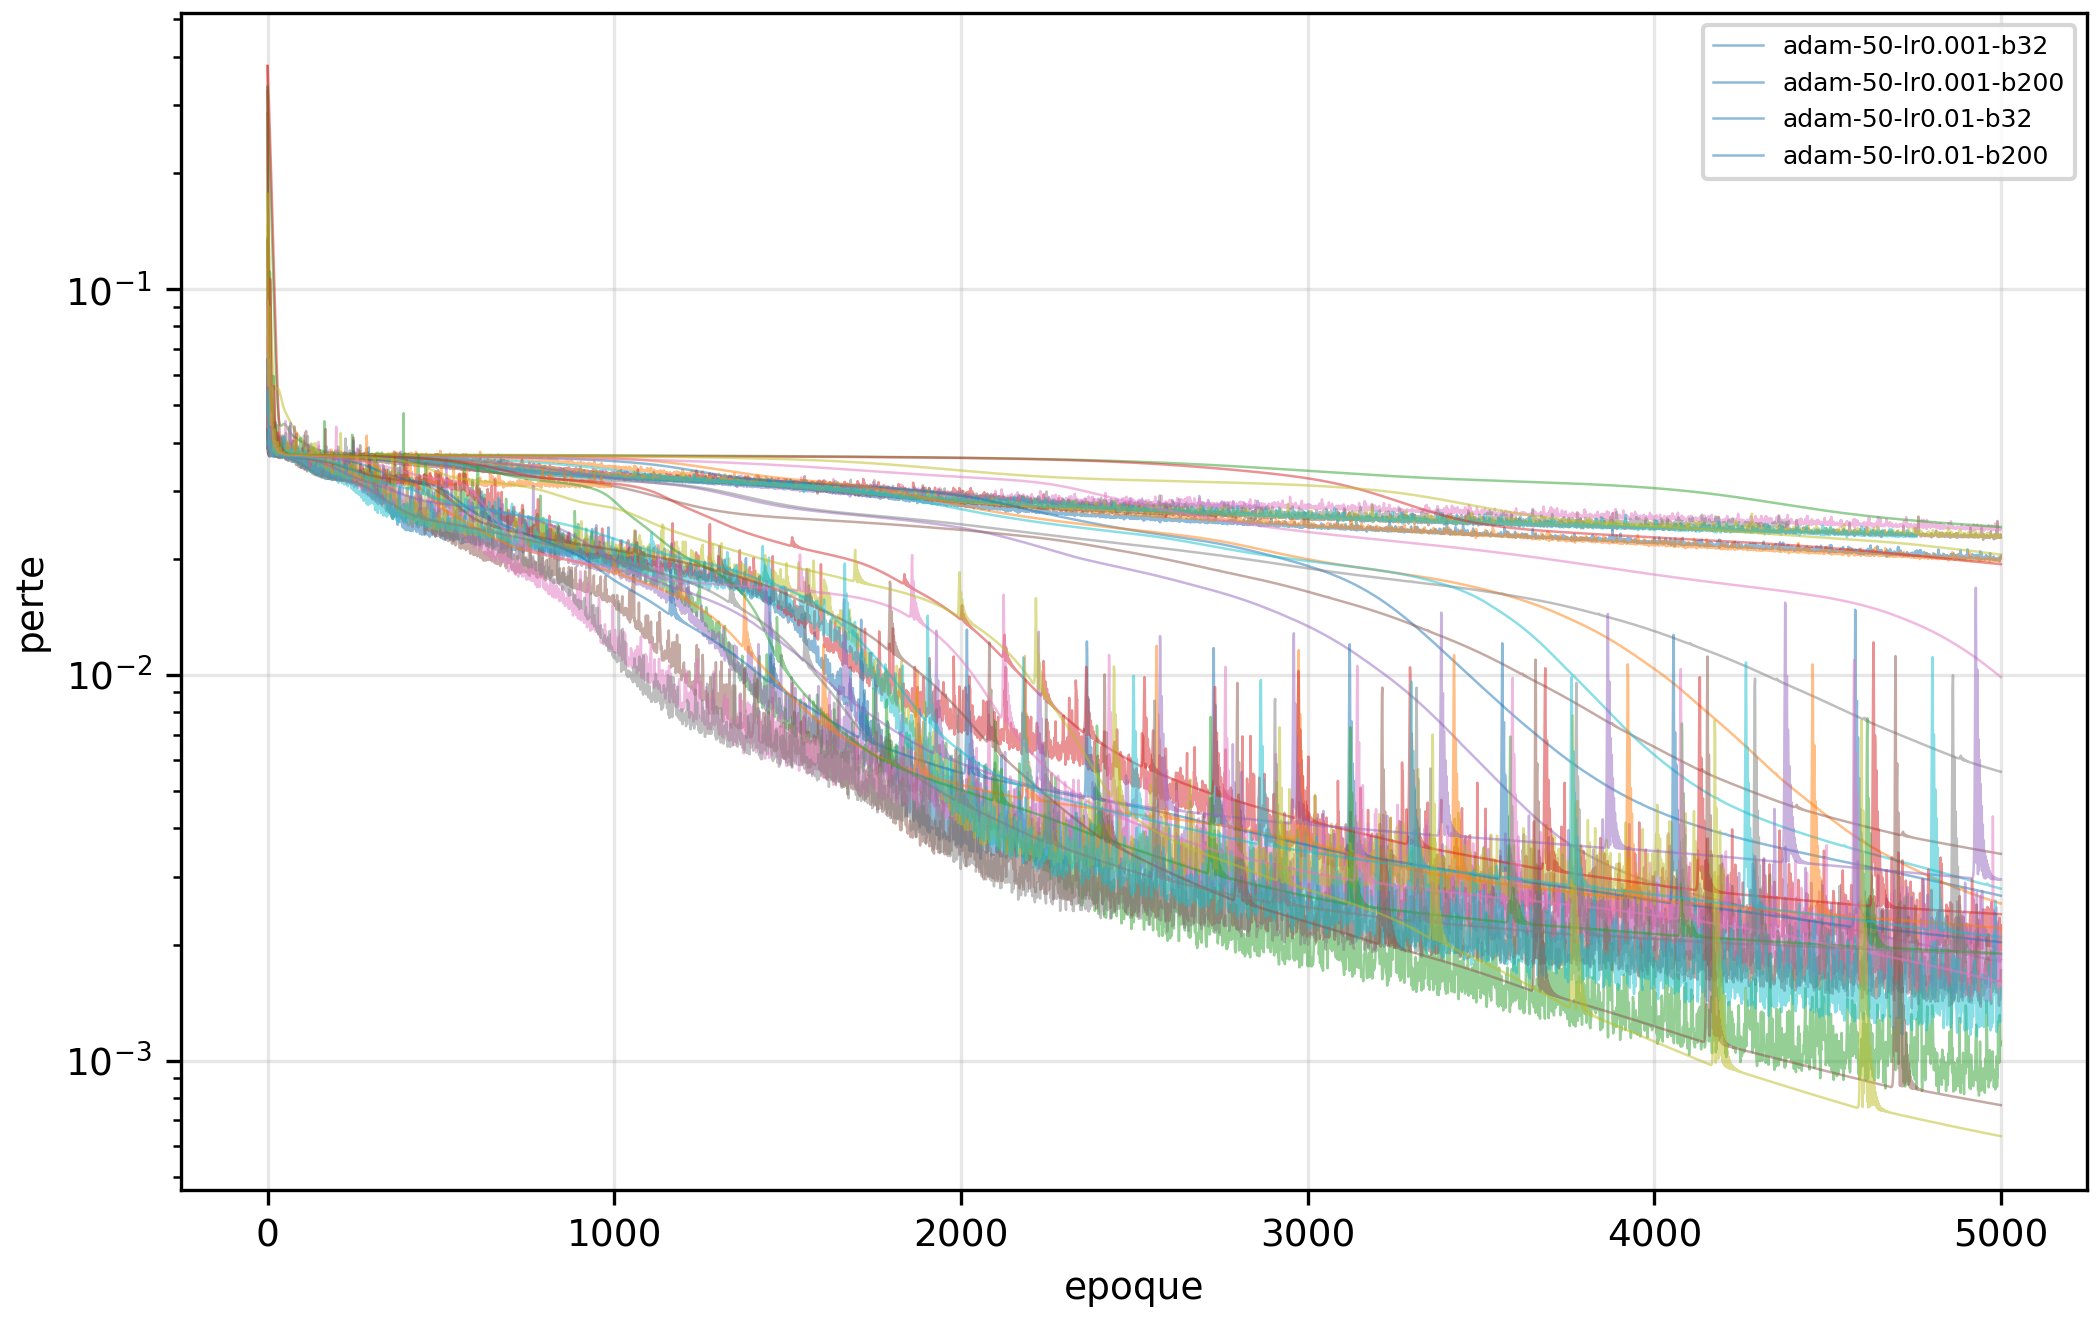 adam-50-lr0.001-b32
adam-50-lr0.001-b200
adam-50-lr0.01-b32
adam-50-lr0.01-b200
10⁻¹
10⁻²
10⁻³
perte
0 1000 2000 3000 4000 5000
epoque